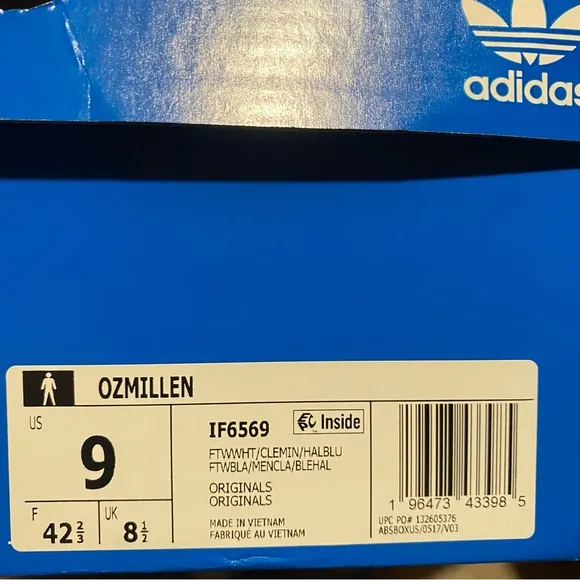 adidas
OZMILLEN
US
9
F
42 2/3
UK
8 1/2
IF6569
Inside
FTWWHT/CLEMIN/HALBLU
FTWBLA/MENCLA/BLEHAL
ORIGINALS
ORIGINALS
MADE IN VIETNAM
FABRIQUÉ AU VIETNAM
1 96473 43398 5
UPC PO# 132605376
ABSBOXUS/0517/V03